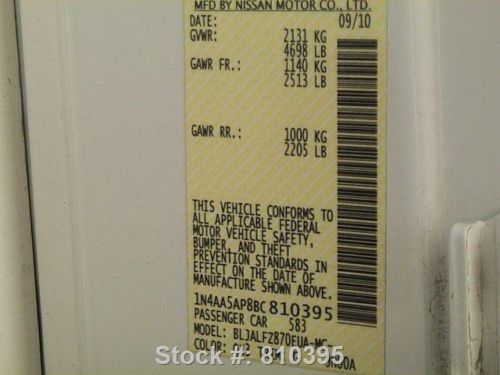 MFD BY NISSAN MOTOR CO., LTD.
DATE: 09/10
GVWR: 2131 KG
4698 LB
GAWR FR.: 1140 KG
2513 LB
GAWR RR.: 1000 KG
2205 LB
THIS VEHICLE CONFORMS TO
ALL APPLICABLE FEDERAL
MOTOR VEHICLE SAFETY,
BUMPER, AND THEFT
PREVENTION STANDARDS IN
EFFECT ON THE DATE OF
MANUFACTURE SHOWN ABOVE.
1N4AA5AP8BC810395
PASSENGER CAR 583
MODEL: BLJALFZ870EUA-
COLOR:
Stock #: 810395